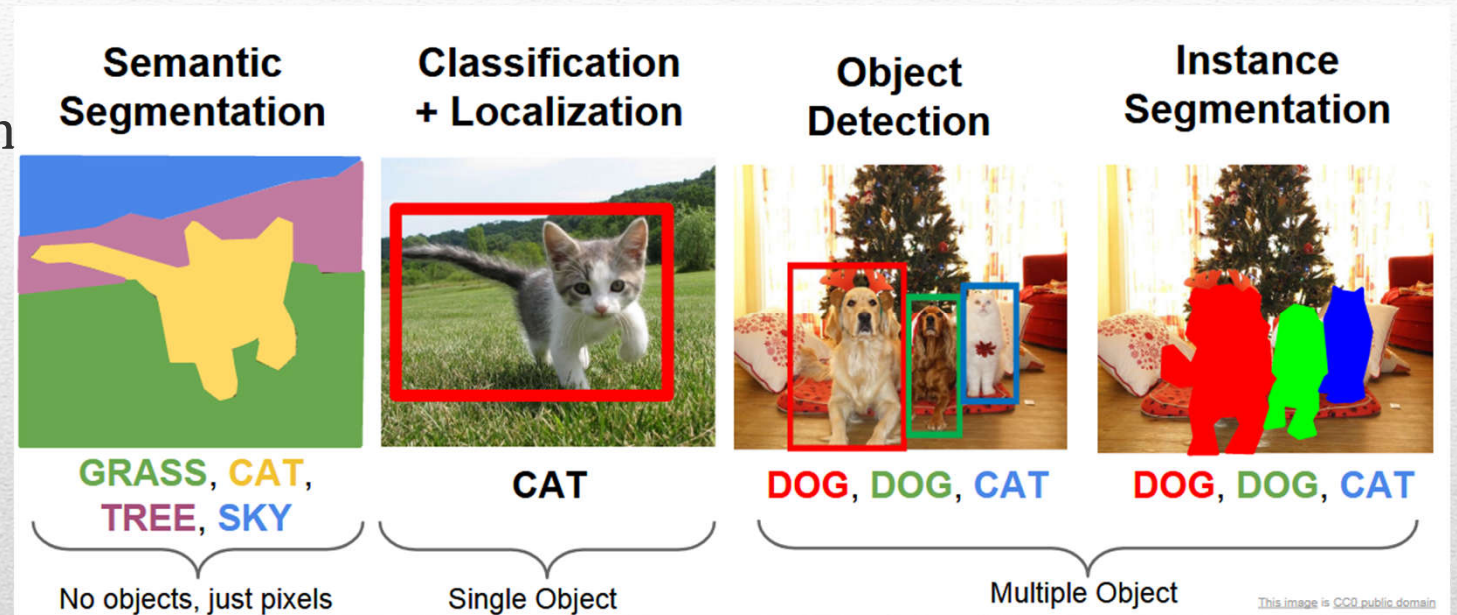 Semantic
Segmentation
n
Classification
+ Localization
Object
Detection
Instance
Segmentation
GRASS, CAT,
TREE, SKY
CAT
DOG, DOG, CAT
DOG, DOG, CAT
No objects, just pixels
Single Object
Multiple Object
This image is CC0 public domain